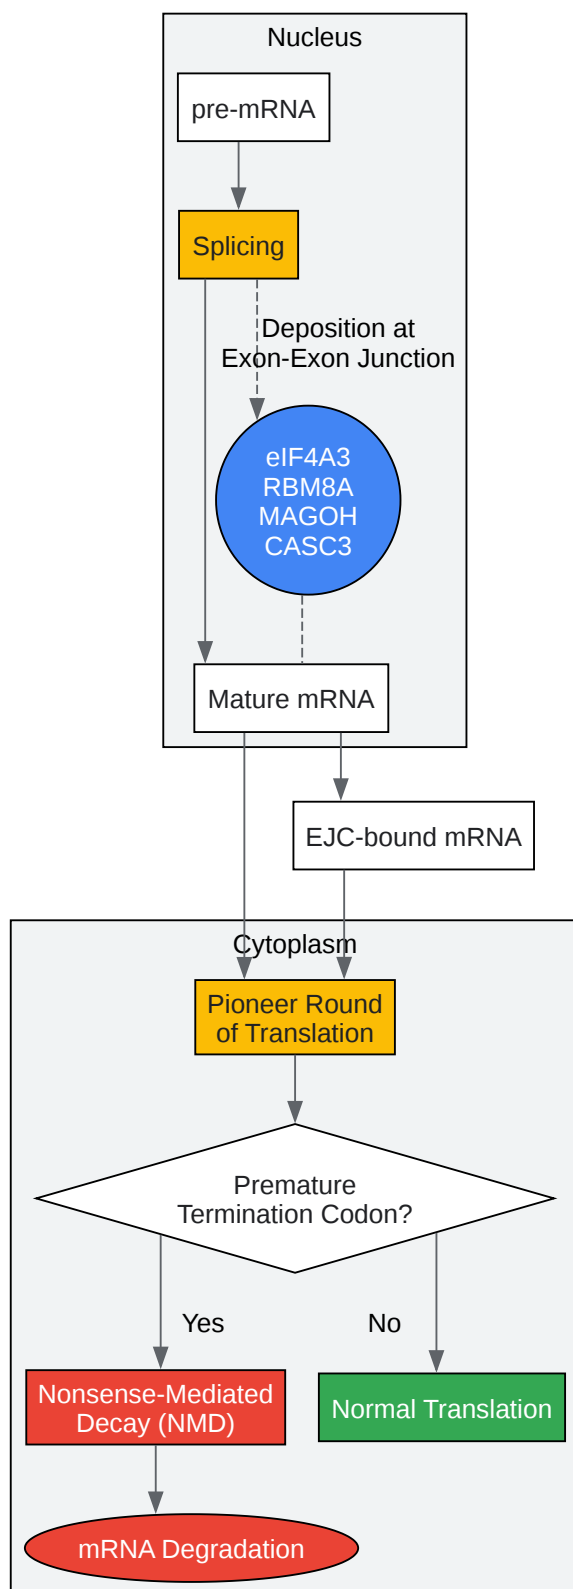 Nucleus
pre-mRNA
Splicing
Deposition at
Exon-Exon Junction
eIF4A3
RBM8A
MAGOH
CASC3
Mature mRNA
EJC-bound mRNA
Cytoplasm
Pioneer Round
of Translation
Premature
Termination Codon?
Yes
No
Nonsense-Mediated
Decay (NMD)
Normal Translation
mRNA Degradation